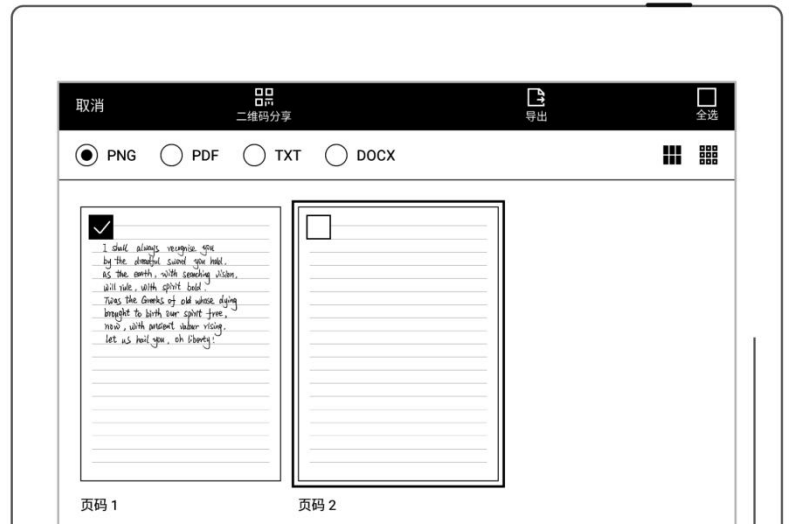 取消
二维码分享
导出
全选
PNG PDF TXT DOCX
I shall always recognise you
by the dreadful sword you hold.
as the earth, with searching vision,
will rule, with spirit bold.
Twas the Greeks of old whose dying
brought to birth our spirit free,
now, with ancient valour rising.
let us hail you, oh liberty!
页码 1
页码 2